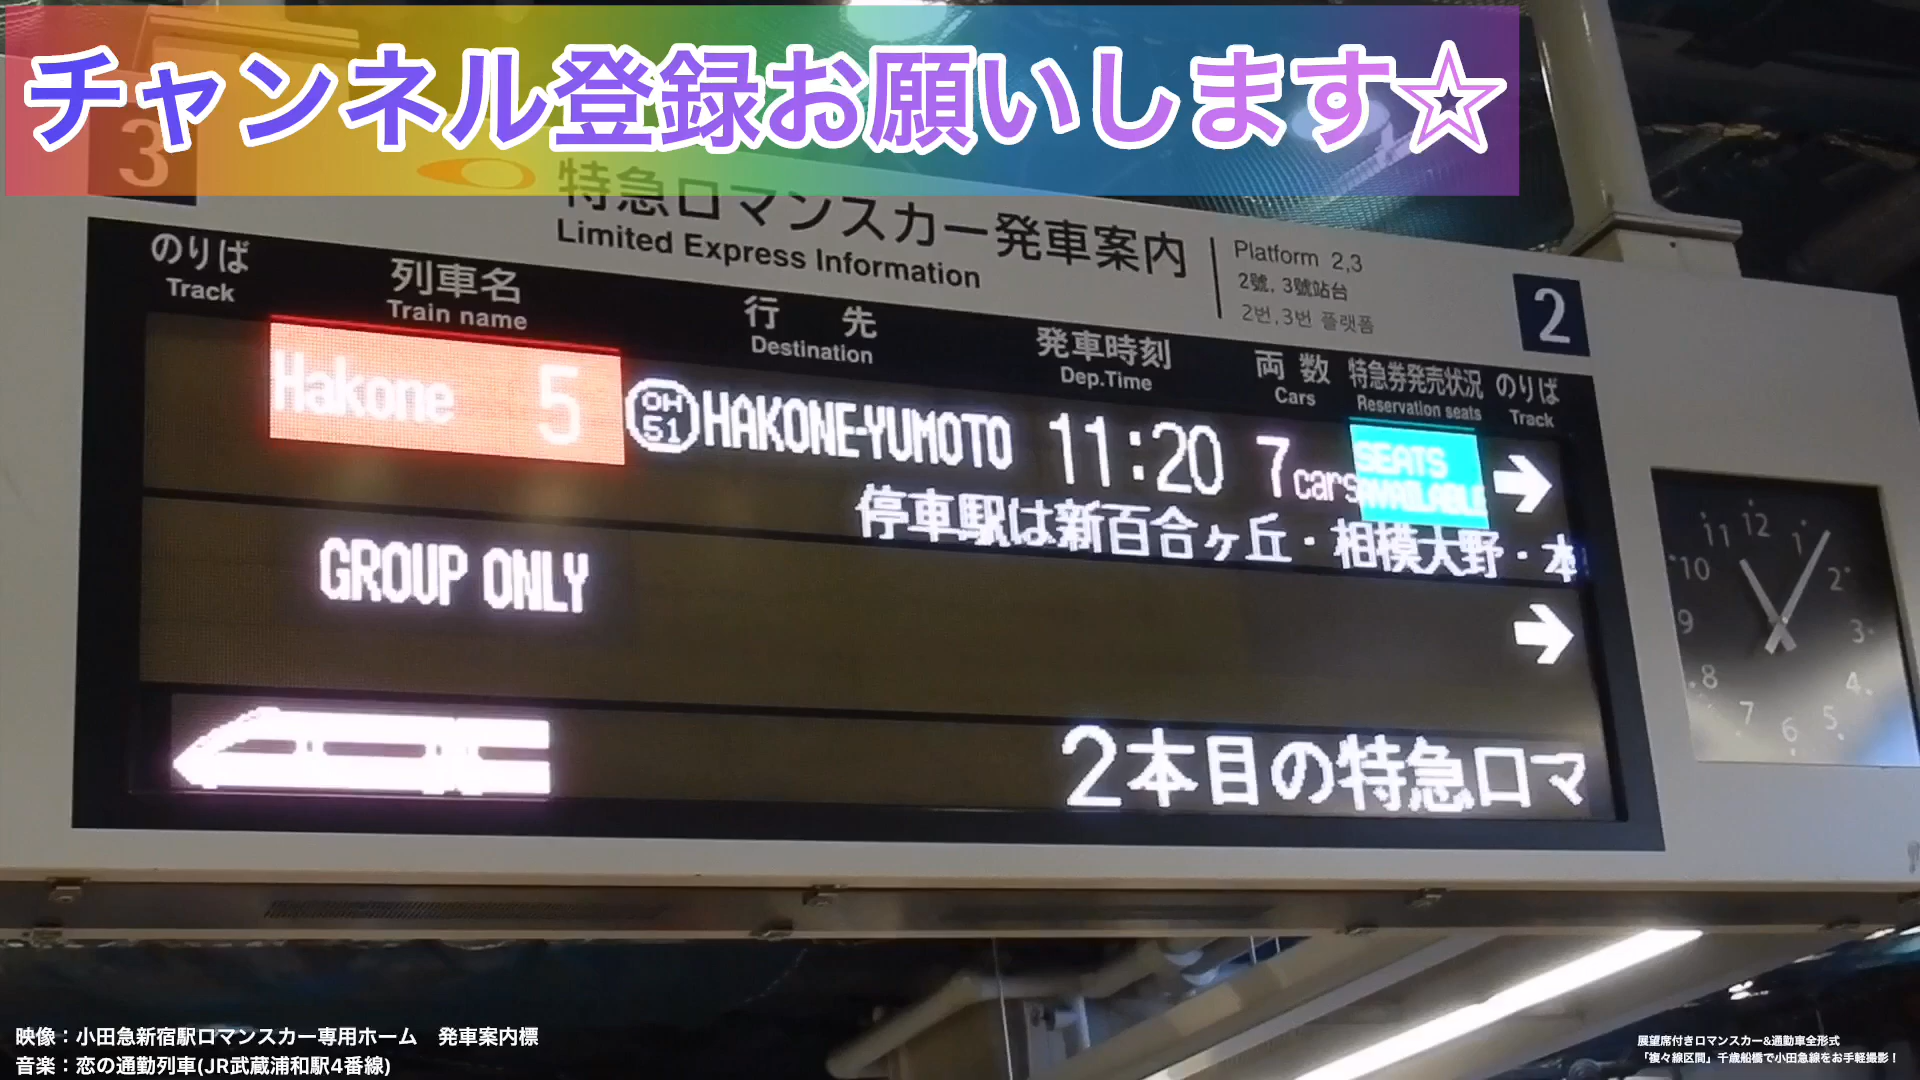 チャンネル登録お願いします☆
3
特急ロマンスカー発車案内
Limited Express Information
Platform 2,3
2號, 3號站台
2번,3번 플랫폼
2
のりば
Track
列車名
Train name
行先
Destination
発車時刻
Dep.Time
両数
Cars
特急券発売状況
Reservation seats
のりば
Track
Hakone 5 OH 51 HAKONE-YUMOTO 11:20 7cars SEATS AVAILABLE →
停車駅は新百合ヶ丘・相模大野・本
GROUP ONLY →
2本目の特急ロマ
12
1
2
3
4
5
6
7
8
9
10
11
映像：小田急新宿駅ロマンスカー専用ホーム 発車案内標
音楽：恋の通勤列車(JR武蔵浦和駅4番線)
展望席付きロマンスカー&通勤車全形式
「複々線区間」千歳船橋で小田急線をお手軽撮影！